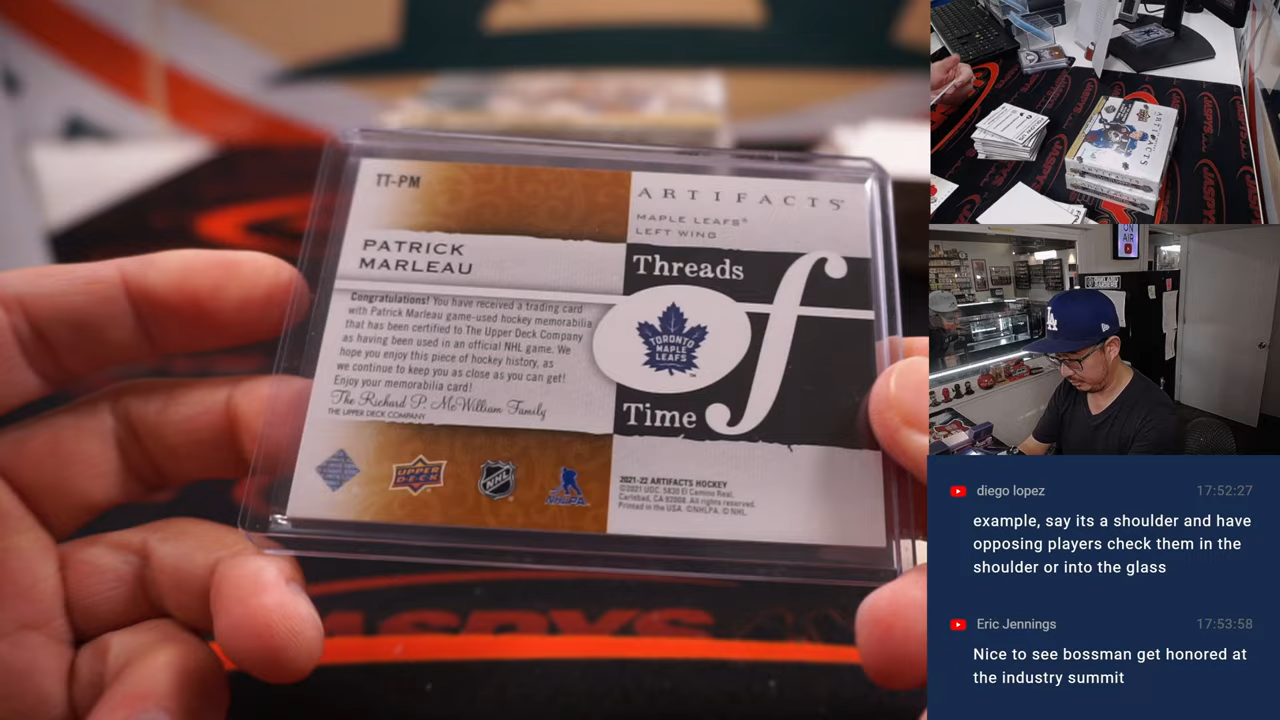 TT-PM
ARTIFACTS
MAPLE LEAFS®
LEFT WING
PATRICK
MARLEAU
Threads
of
Time
TORONTO
MAPLE
LEAFS
Congratulations! You have received a trading card
with Patrick Marleau game-used hockey memorabilia
that has been certified to The Upper Deck Company
as having been used in an official NHL game. We
hope you enjoy this piece of hockey history, as
we continue to keep you as close as you can get!
Enjoy your memorabilia card!
The Richard P. McWilliam Family
THE UPPER DECK COMPANY
UPPER
DECK
NHL
NHLPA
2021-22 ARTIFACTS HOCKEY
©2021 UDC. 5830 El Camino Real,
Carlsbad, CA 92008. All rights reserved.
Printed in the USA. ©NHLPA. © NHL.
JASPYS
ARTIFACTS
JASPYS
ON
AIR
LA
diego lopez 17:52:27
example, say its a shoulder and have
opposing players check them in the
shoulder or into the glass
Eric Jennings 17:53:58
Nice to see bossman get honored at
the industry summit